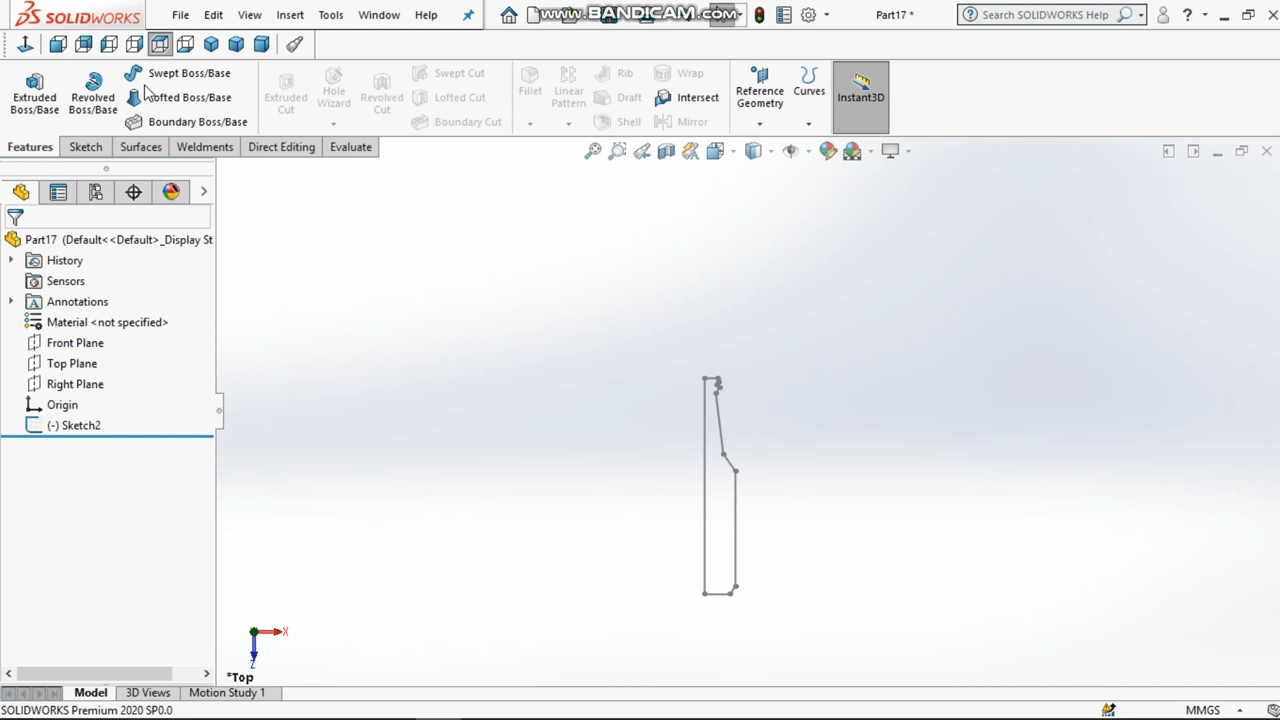 SOLIDWORKS File Edit View Insert Tools Window Help www.BANDICAM.com Part17 * Search SOLIDWORKS Help ?
Extruded Boss/Base
Revolved Boss/Base
Swept Boss/Base
Lofted Boss/Base
Boundary Boss/Base
Extruded Cut
Hole Wizard
Revolved Cut
Swept Cut
Lofted Cut
Boundary Cut
Fillet
Linear Pattern
Rib
Draft
Shell
Wrap
Intersect
Mirror
Reference Geometry
Curves
Instant3D
Features Sketch Surfaces Weldments Direct Editing Evaluate
Part17 (Default<<Default>_Display St
History
Sensors
Annotations
Material <not specified>
Front Plane
Top Plane
Right Plane
Origin
(-) Sketch2
X
Z
*Top
Model 3D Views Motion Study 1
SOLIDWORKS Premium 2020 SP0.0 MMGS